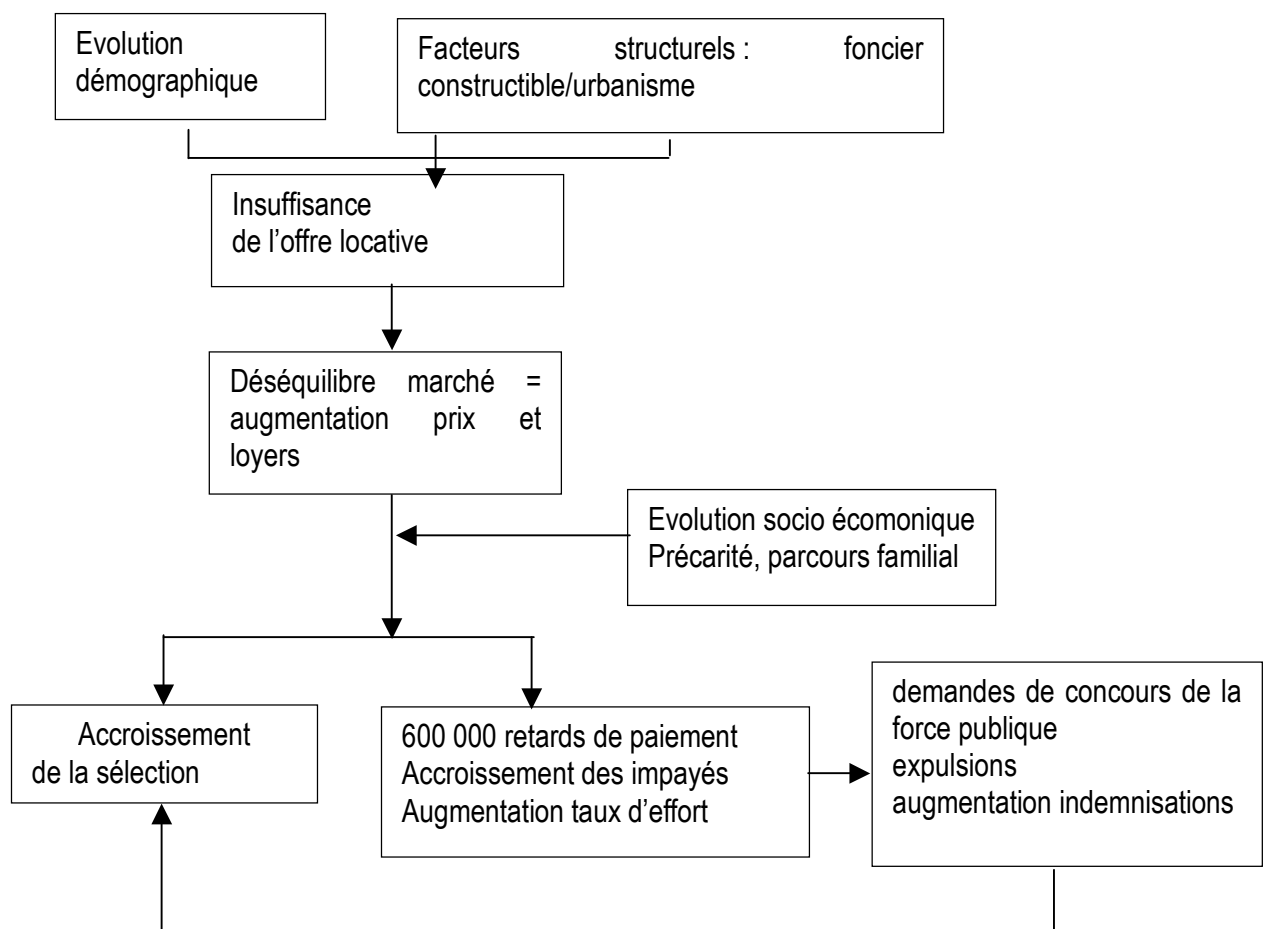 Evolution
démographique
Facteurs structurels : foncier
constructible/urbanisme
Insuffisance
de l’offre locative
Déséquilibre marché =
augmentation prix et
loyers
Evolution socio écomonique
Précarité, parcours familial
Accroissement
de la sélection
600 000 retards de paiement
Accroissement des impayés
Augmentation taux d’effort
demandes de concours de la
force publique
expulsions
augmentation indemnisations